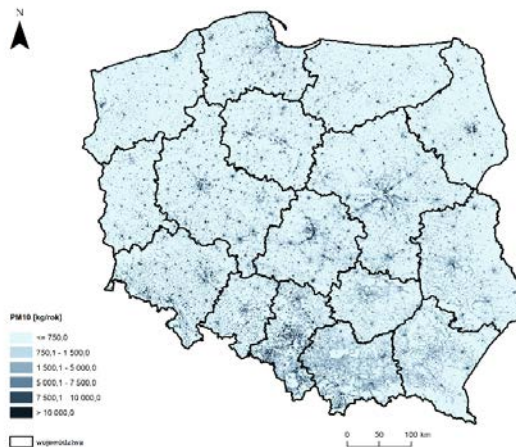 N
PM10 [kg/rok]
<= 750,0
750,1 - 1 500,0
1 500,1 - 5 000,0
5 000,1 - 7 500,0
7 500,1 - 10 000,0
> 10 000,0
województwa
0 50 100 km